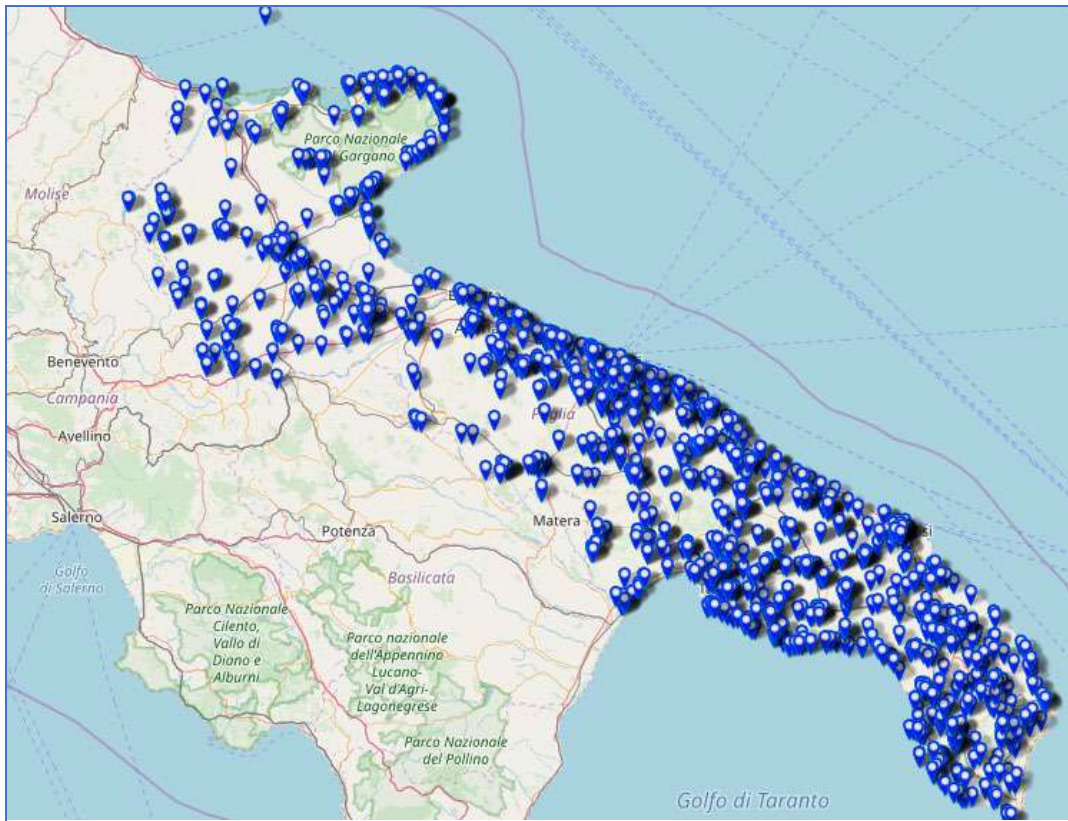 Parco Nazionale
Gargano
Molise
Benevento
Campania
Avellino
Puglia
Salerno
Potenza
Matera
Golfo
di Salerno
Basilicata
Parco Nazionale
Cilento,
Vallo di
Diano e
Alburni
Parco nazionale
dell'Appennino
Lucano-
Val d'Agri-
Lagonegrese
Parco Nazionale
del Pollino
Golfo di Taranto